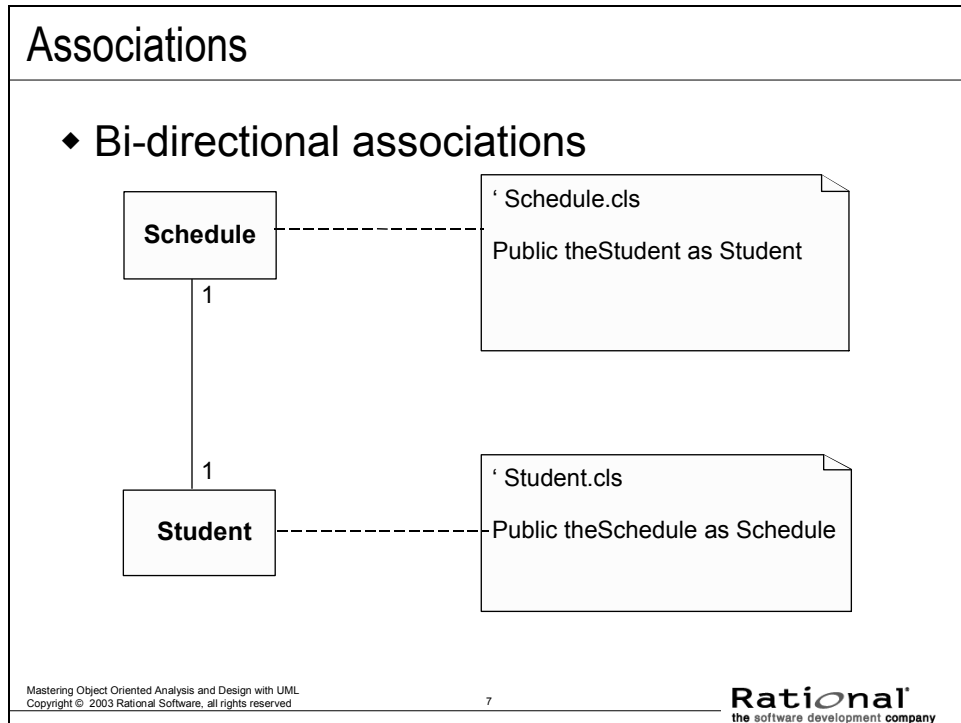 Associations
◆ Bi-directional associations
Schedule
‘ Schedule.cls
Public theStudent as Student
1
1
Student
‘ Student.cls
Public theSchedule as Schedule
Mastering Object Oriented Analysis and Design with UML
Copyright © 2003 Rational Software, all rights reserved
7
Rational
the software development company